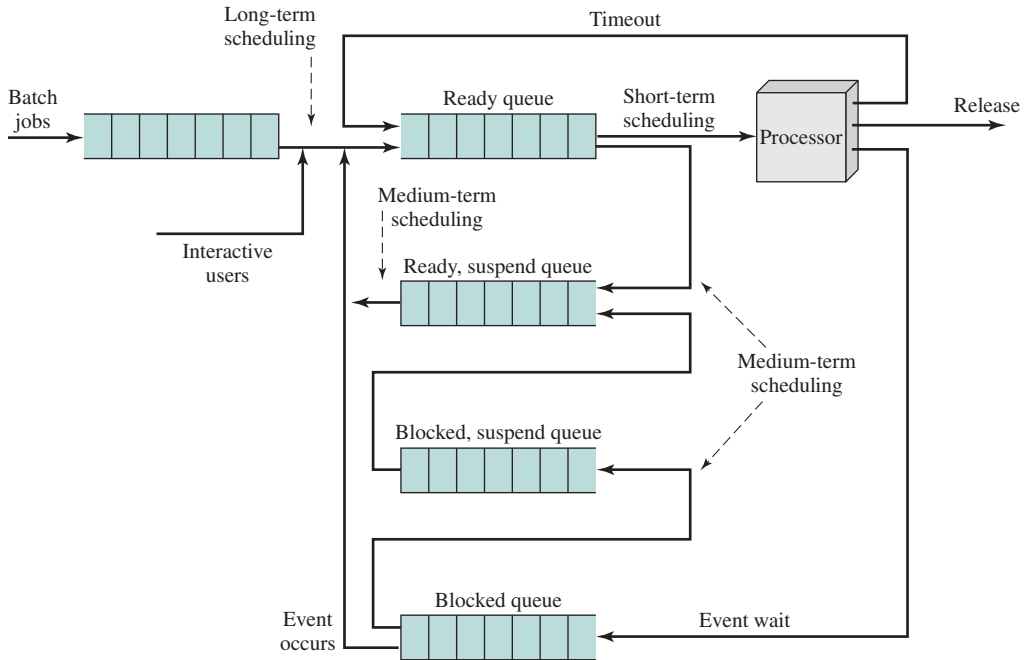 Long-term
scheduling
Timeout
Batch
jobs
Ready queue
Short-term
scheduling
Processor
Release
Medium-term
scheduling
Interactive
users
Ready, suspend queue
Medium-term
scheduling
Blocked, suspend queue
Blocked queue
Event
occurs
Event wait